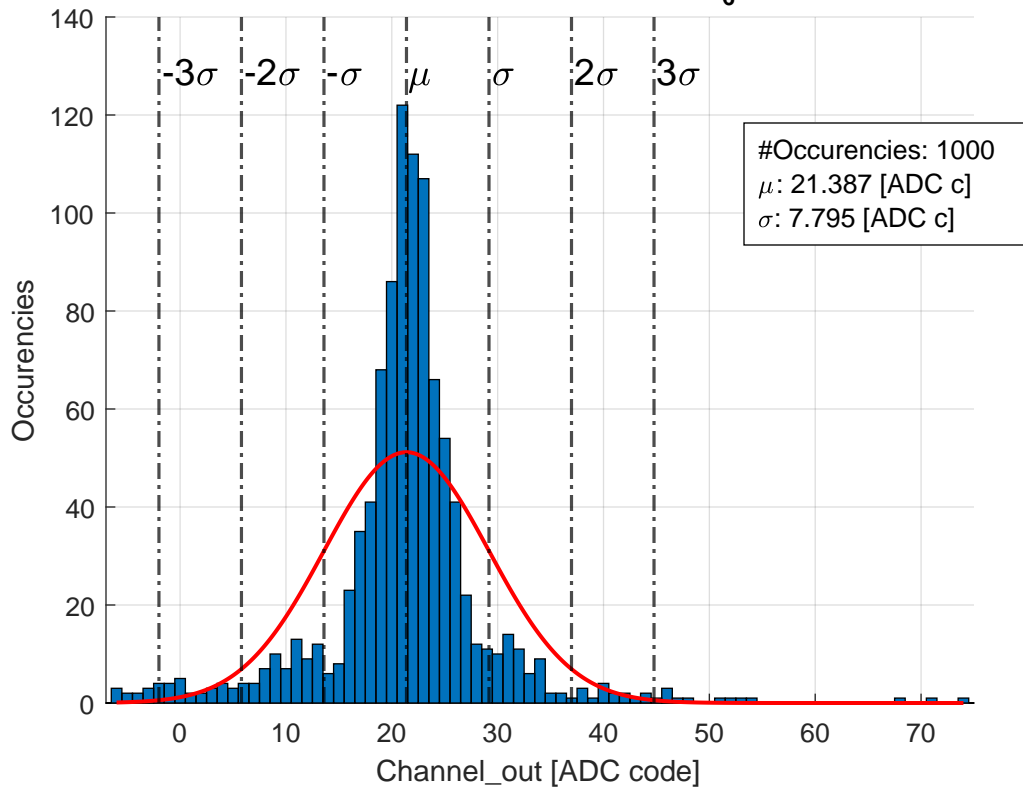 140
120
100
80
60
40
20
0
Occurencies
-3σ -2σ -σ μ σ 2σ 3σ
#Occurencies: 1000
μ: 21.387 [ADC c]
σ: 7.795 [ADC c]
0 10 20 30 40 50 60 70
Channel_out [ADC code]